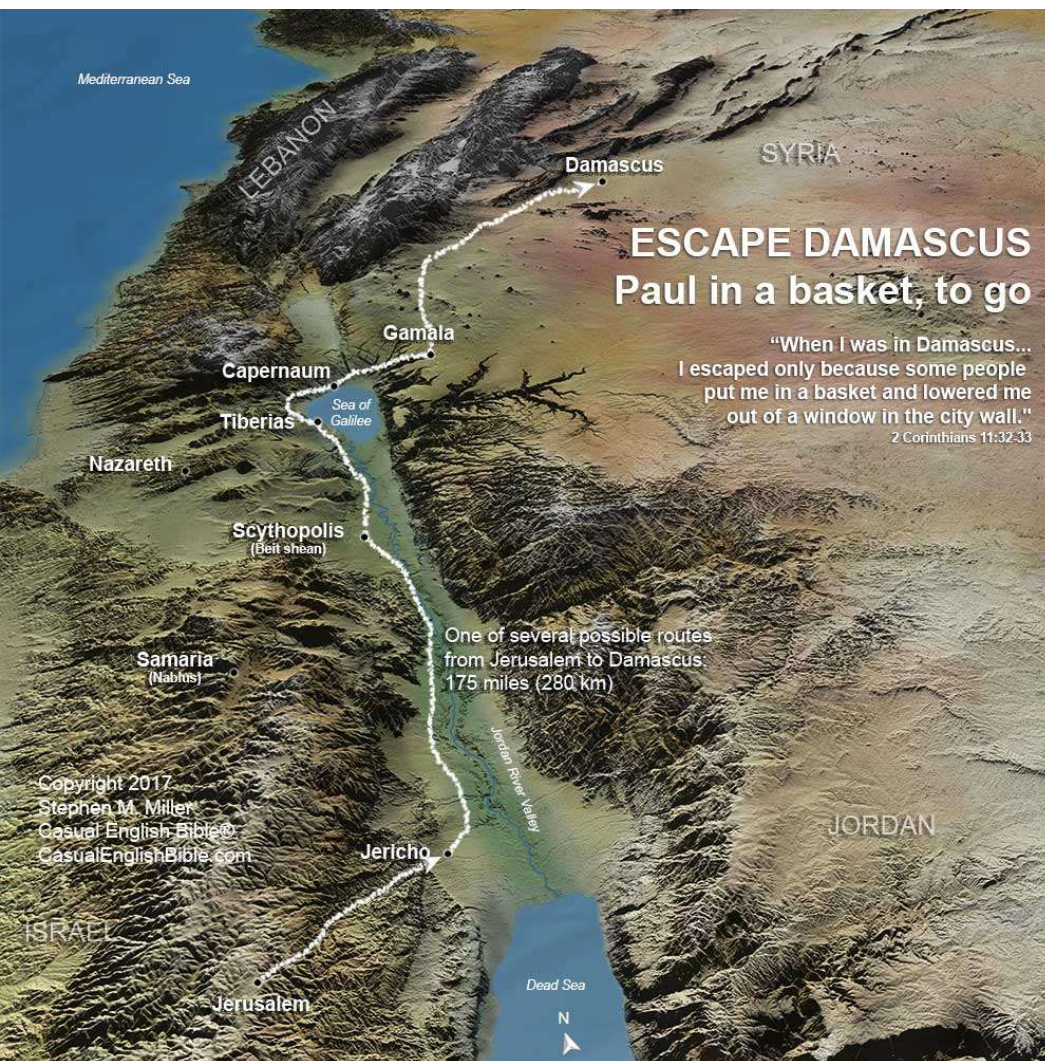 Mediterranean Sea
LEBANON
Damascus
SYRIA
ESCAPE DAMASCUS
Paul in a basket, to go
"When I was in Damascus...
I escaped only because some people
put me in a basket and lowered me
out of a window in the city wall."
2 Corinthians 11:32-33
Gamala
Capernaum
Sea of
Galilee
Tiberias
Nazareth
Scythopolis
(Beit shean)
One of several possible routes
from Jerusalem to Damascus:
175 miles (280 km)
Samaria
(Nablus)
Jordan River Valley
Copyright 2017
Stephen M. Miller
Casual English Bible®
CasualEnglishBible.com
JORDAN
Jericho
ISRAEL
Jerusalem
Dead Sea
N